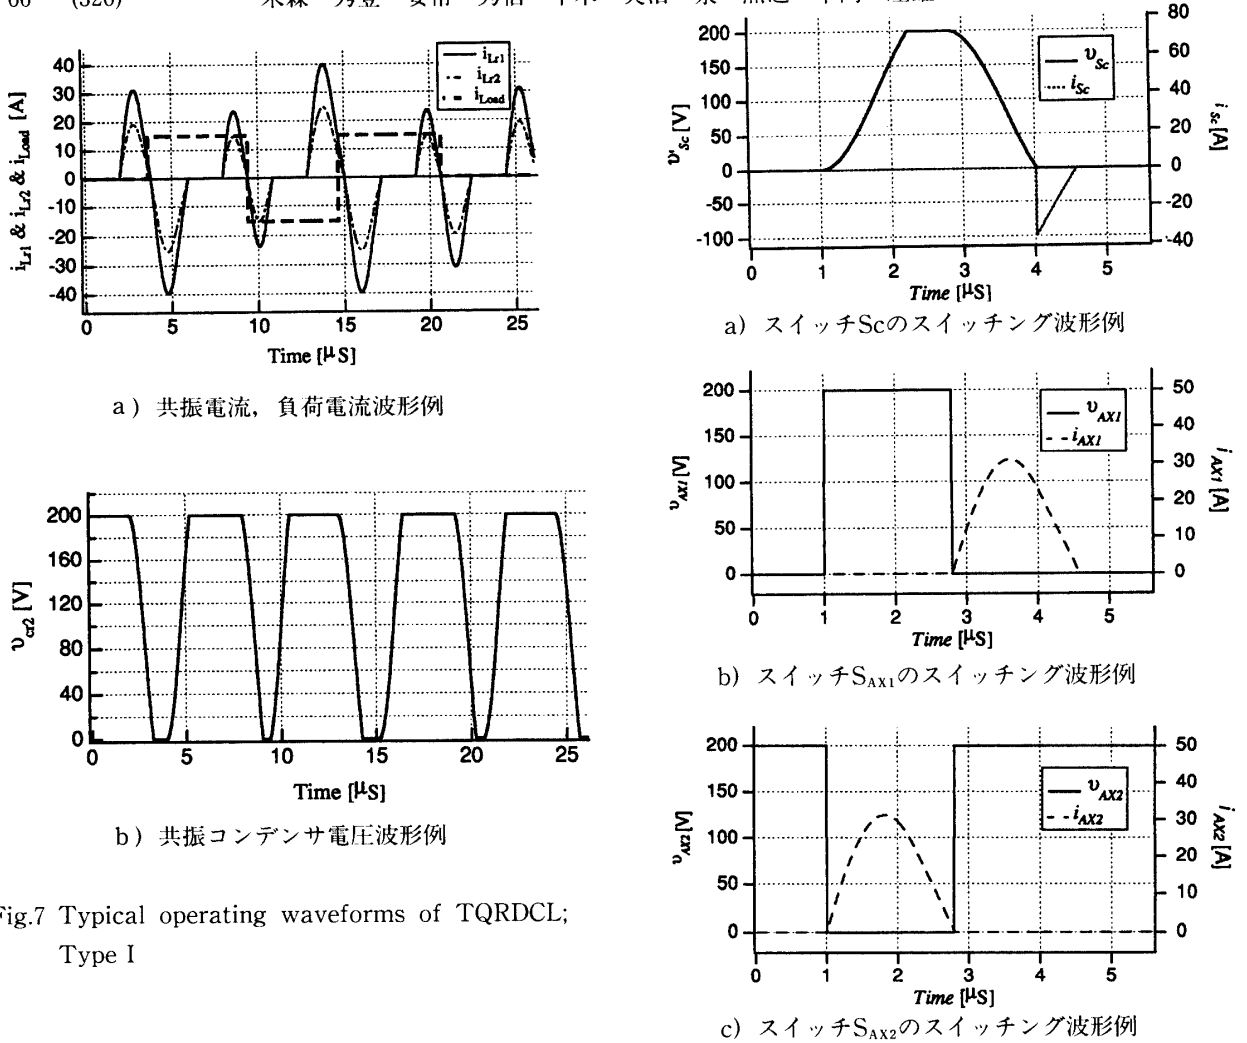 (326)
i_Lr1
i_Lr2
i_Load
i_Lr1 & i_Lr2 & i_Load [A]
40
30
20
10
0
-10
-20
-30
-40
0 5 10 15 20 25
Time [μS]
a) 共振電流，負荷電流波形例
υ_cr2 [V]
200
160
120
80
40
0
0 5 10 15 20 25
Time [μS]
b) 共振コンデンサ電圧波形例
Fig.7 Typical operating waveforms of TQRDCL;
Type I
υ_Sc
i_Sc
υ_Sc [V]
200
150
100
50
0
-50
-100
i_Sc [A]
80
60
40
20
0
-20
-40
0 1 2 3 4 5
Time [μS]
a) スイッチScのスイッチング波形例
υ_AX1
i_AX1
υ_AX1 [V]
200
150
100
50
0
i_AX1 [A]
50
40
30
20
10
0
0 1 2 3 4 5
Time [μS]
b) スイッチS_AX1のスイッチング波形例
υ_AX2
i_AX2
υ_AX2 [V]
200
150
100
50
0
i_AX2 [A]
50
40
30
20
10
0
0 1 2 3 4 5
Time [μS]
c) スイッチS_AX2のスイッチング波形例